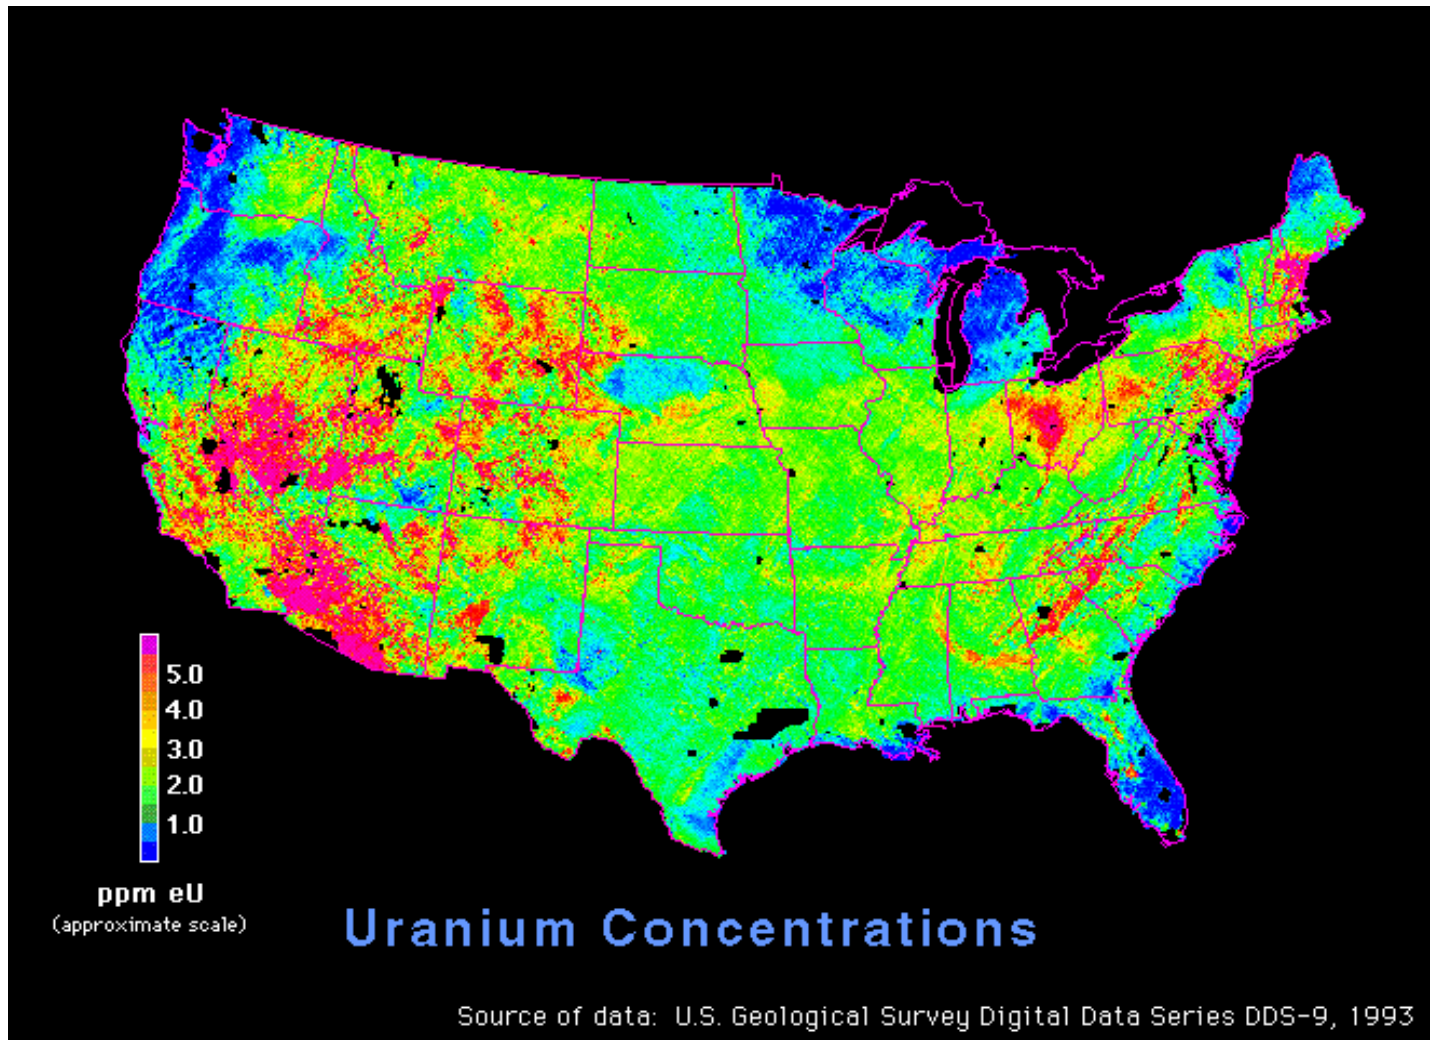 5.0
4.0
3.0
2.0
1.0
ppm eU
(approximate scale)
Uranium Concentrations
Source of data: U.S. Geological Survey Digital Data Series DDS-9, 1993